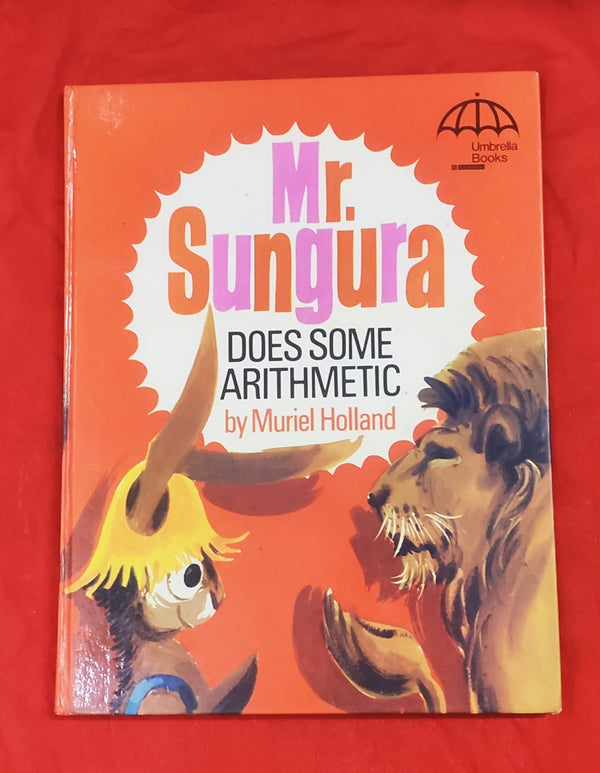 Umbrella
Books
Mr.
Sungura
DOES SOME
ARITHMETIC
by Muriel Holland